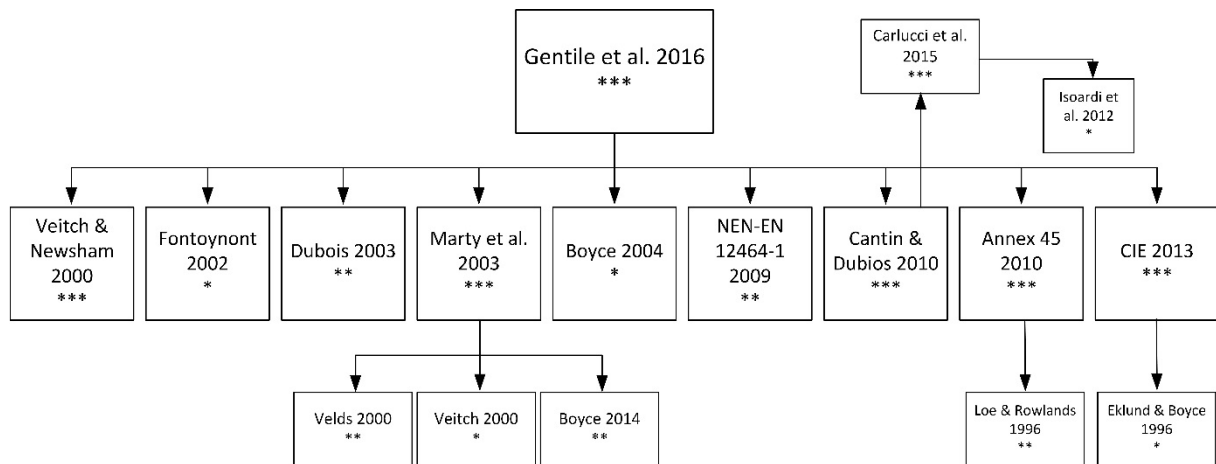 Gentile et al. 2016
***
Carlucci et al.
2015
***
Isoardi et
al. 2012
*
Veitch &
Newsham
2000
***
Fontoynont
2002
*
Dubois 2003
**
Marty et al.
2003
***
Boyce 2004
*
NEN-EN
12464-1
2009
**
Cantin &
Dubios 2010
***
Annex 45
2010
***
CIE 2013
***
Velds 2000
**
Veitch 2000
*
Boyce 2014
**
Loe & Rowlands
1996
**
Eklund & Boyce
1996
*